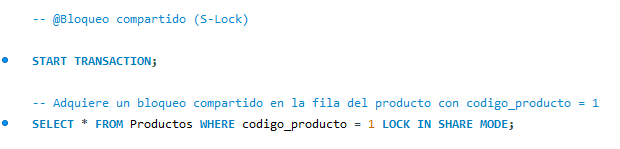 -- @Bloqueo compartido (S-Lock)
START TRANSACTION;
-- Adquiere un bloqueo compartido en la fila del producto con codigo_producto = 1
SELECT * FROM Productos WHERE codigo_producto = 1 LOCK IN SHARE MODE;